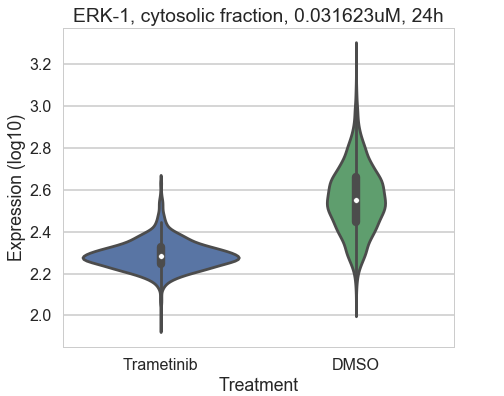 ERK-1, cytosolic fraction, 0.031623uM, 24h
Expression (log10)
3.2
3.0
2.8
2.6
2.4
2.2
2.0
Trametinib DMSO
Treatment